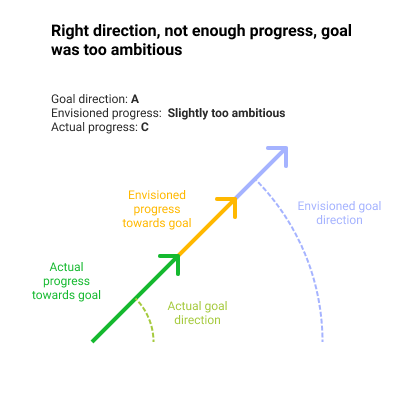 Right direction, not enough progress, goal
was too ambitious
Goal direction: A
Envisioned progress: Slightly too ambitious
Actual progress: C
Envisioned
progress
towards goal
Envisioned goal
direction
Actual
progress
towards goal
Actual goal
direction